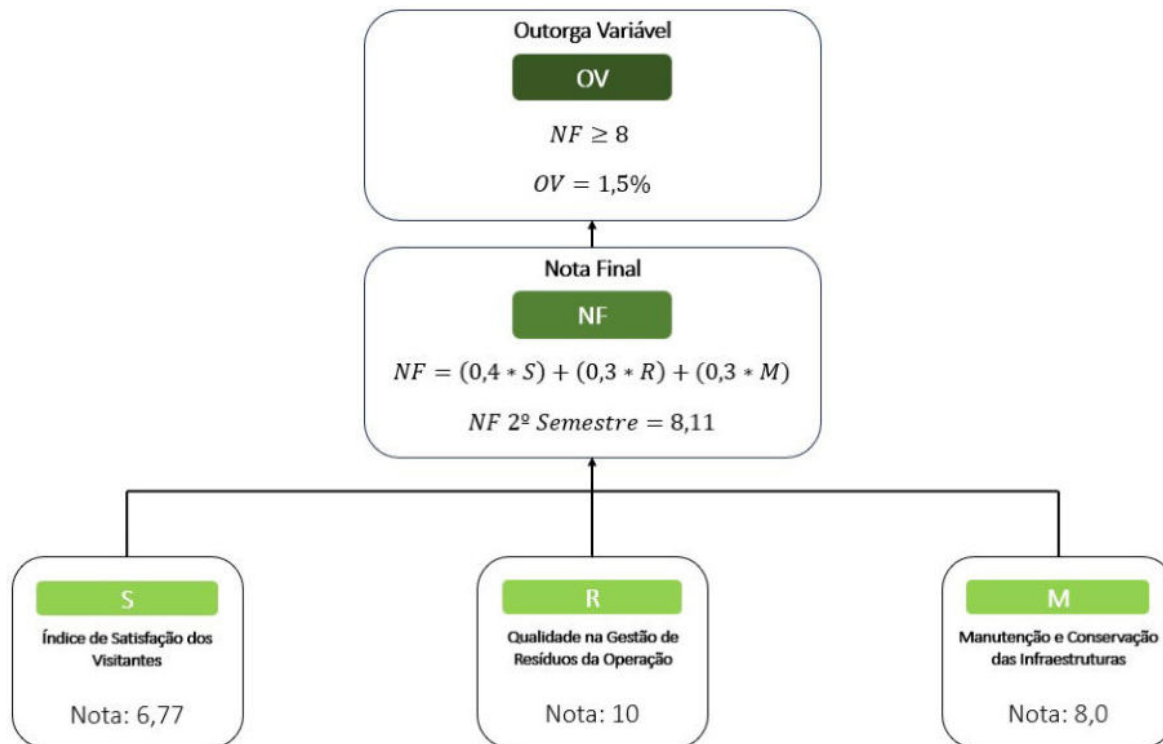 Outorga Variável
OV
NF ≥ 8
OV = 1,5%
Nota Final
NF
NF = (0,4 * S) + (0,3 * R) + (0,3 * M)
NF 2º Semestre = 8,11
S
Índice de Satisfação dos
Visitantes
Nota: 6,77
R
Qualidade na Gestão de
Resíduos da Operação
Nota: 10
M
Manutenção e Conservação
das Infraestruturas
Nota: 8,0